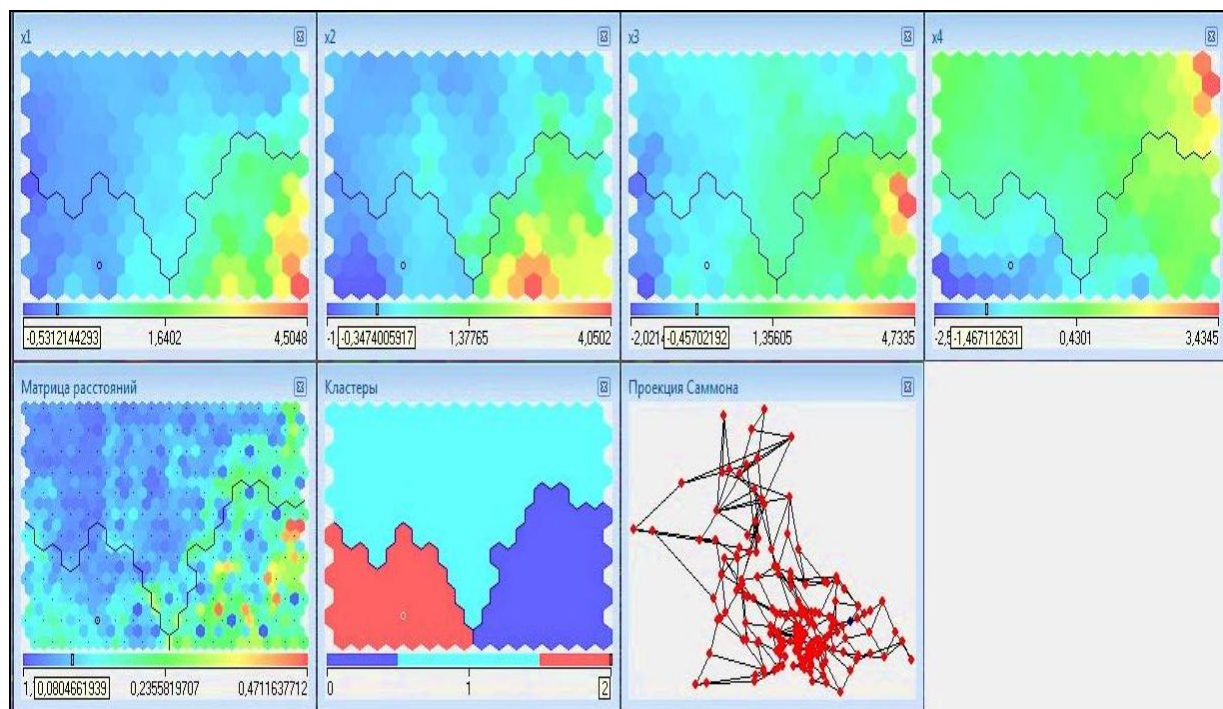 x1
x2
x3
x4
-0,5312144293
1,6402
4,5048
-0,3474005917
1,37765
4,0502
-0,45702192
1,35605
4,7335
-1,467112631
0,4301
3,4345
Матрица расстояний
Кластеры
Проекция Саммона
0,0804661939
0,2355819707
0,4711637712
0
1
2